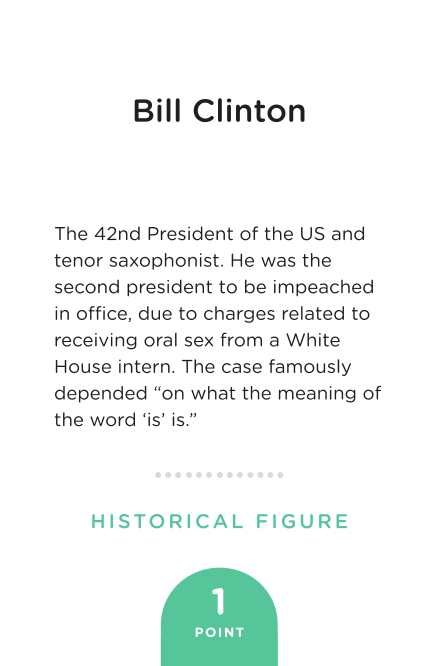 Bill Clinton
The 42nd President of the US and
tenor saxophonist. He was the
second president to be impeached
in office, due to charges related to
receiving oral sex from a White
House intern. The case famously
depended “on what the meaning of
the word ‘is’ is.”
HISTORICAL FIGURE
1
POINT